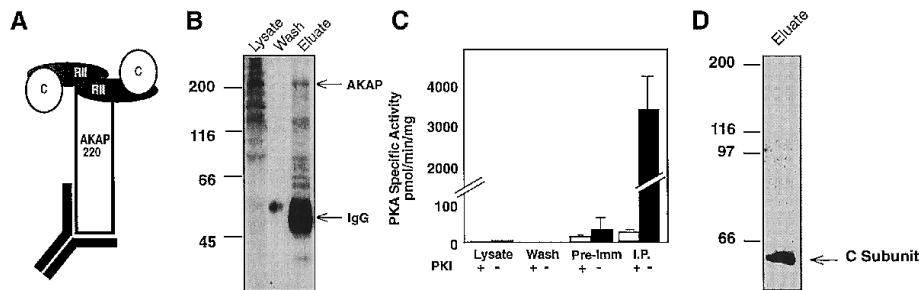 A
C
RII
C
RII
AKAP
220
B
Lysate
Wash
Eluate
200
116
66
45
AKAP
IgG
C
PKA Specific Activity
pmol/min/mg
4000
3000
2000
100
0
Lysate
Wash
Pre-Imm
I.P.
PKI
+ - + - + - + -
D
Eluate
200
116
97
66
C Subunit